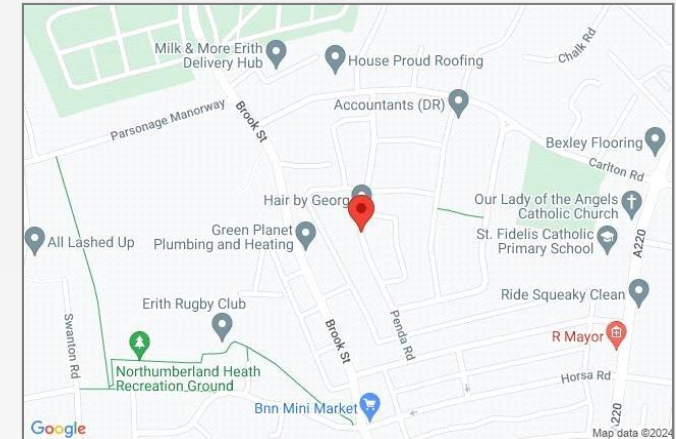 Milk & More Erith
Delivery Hub
House Proud Roofing
Chalk Rd
Accountants (DR)
Parsonage Manorway
Brook St
Bexley Flooring
Carlton Rd
Hair by Georg
Our Lady of the Angels
Catholic Church
Green Planet
Plumbing and Heating
St. Fidelis Catholic
Primary School
A220
All Lashed Up
Ride Squeaky Clean
Erith Rugby Club
Swanton Rd
Brook St
Penda Rd
R Mayor
Northumberland Heath
Recreation Ground
Horsa Rd
Bnn Mini Market
A220
Google
Map data ©2024